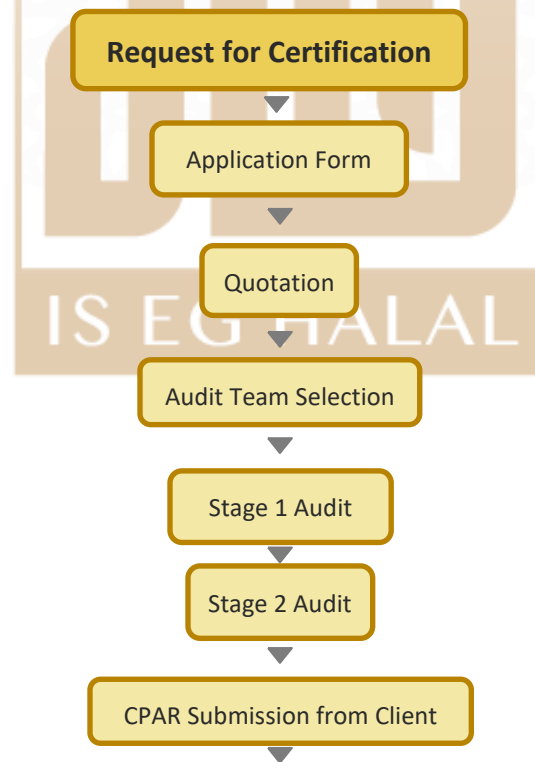 Request for Certification
Application Form
Quotation
IS EG HALAL
Audit Team Selection
Stage 1 Audit
Stage 2 Audit
CPAR Submission from Client